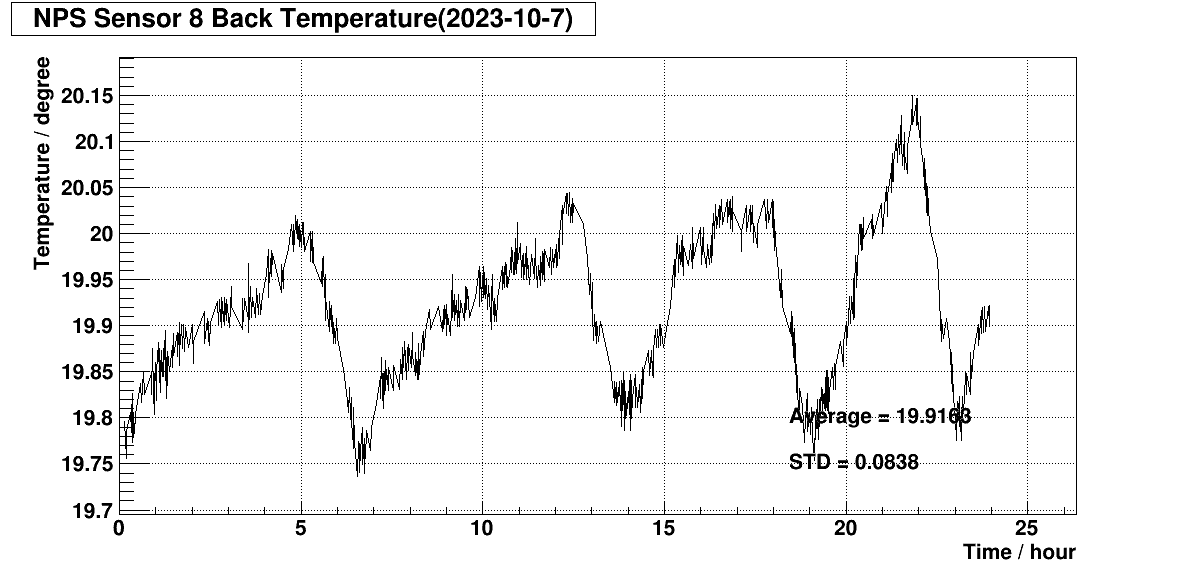 NPS Sensor 8 Back Temperature(2023-10-7)
Temperature / degree
20.15
20.1
20.05
20
19.95
19.9
19.85
19.8
19.75
19.7
Average = 19.9163
STD = 0.0838
0 5 10 15 20 25
Time / hour